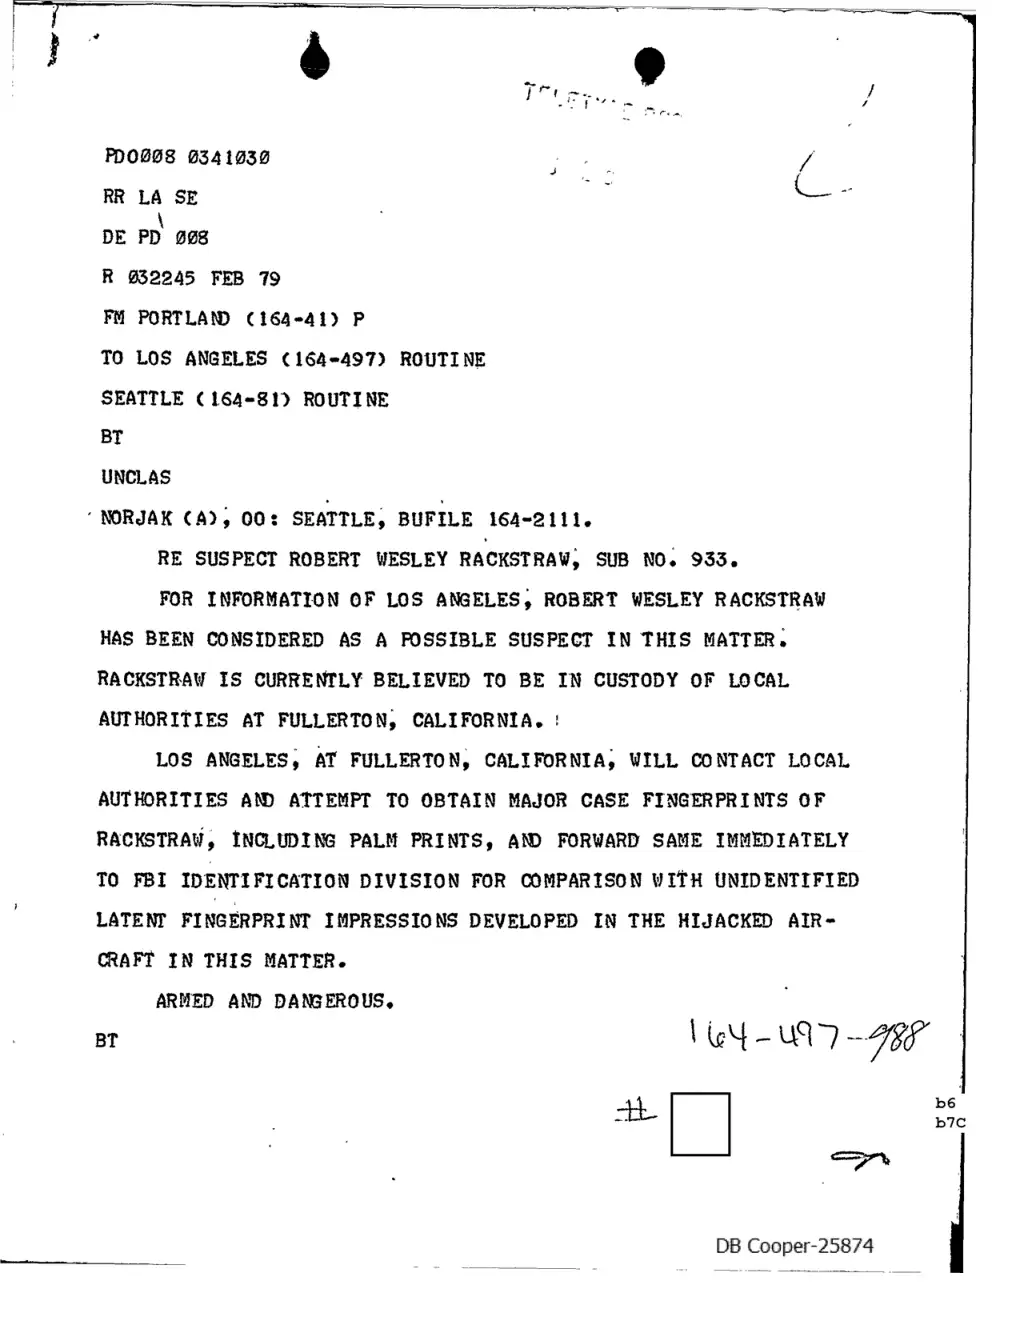 PD0008 0341030
RR LA SE
DE PD 008
R 032245 FEB 79
FM PORTLAND (164-41) P
TO LOS ANGELES (164-497) ROUTINE
SEATTLE (164-81) ROUTINE
BT
UNCLAS
NORJAK (A), OO: SEATTLE, BUFILE 164-2111.
RE SUSPECT ROBERT WESLEY RACKSTRAW, SUB NO. 933.
FOR INFORMATION OF LOS ANGELES, ROBERT WESLEY RACKSTRAW
HAS BEEN CONSIDERED AS A POSSIBLE SUSPECT IN THIS MATTER.
RACKSTRAW IS CURRENTLY BELIEVED TO BE IN CUSTODY OF LOCAL
AUTHORITIES AT FULLERTON, CALIFORNIA.
LOS ANGELES, AT FULLERTON, CALIFORNIA, WILL CONTACT LOCAL
AUTHORITIES AND ATTEMPT TO OBTAIN MAJOR CASE FINGERPRINTS OF
RACKSTRAW, INCLUDING PALM PRINTS, AND FORWARD SAME IMMEDIATELY
TO FBI IDENTIFICATION DIVISION FOR COMPARISON WITH UNIDENTIFIED
LATENT FINGERPRINT IMPRESSIONS DEVELOPED IN THE HIJACKED AIR-
CRAFT IN THIS MATTER.
ARMED AND DANGEROUS.
BT
164-497-988
#
b6
b7C
DB Cooper-25874